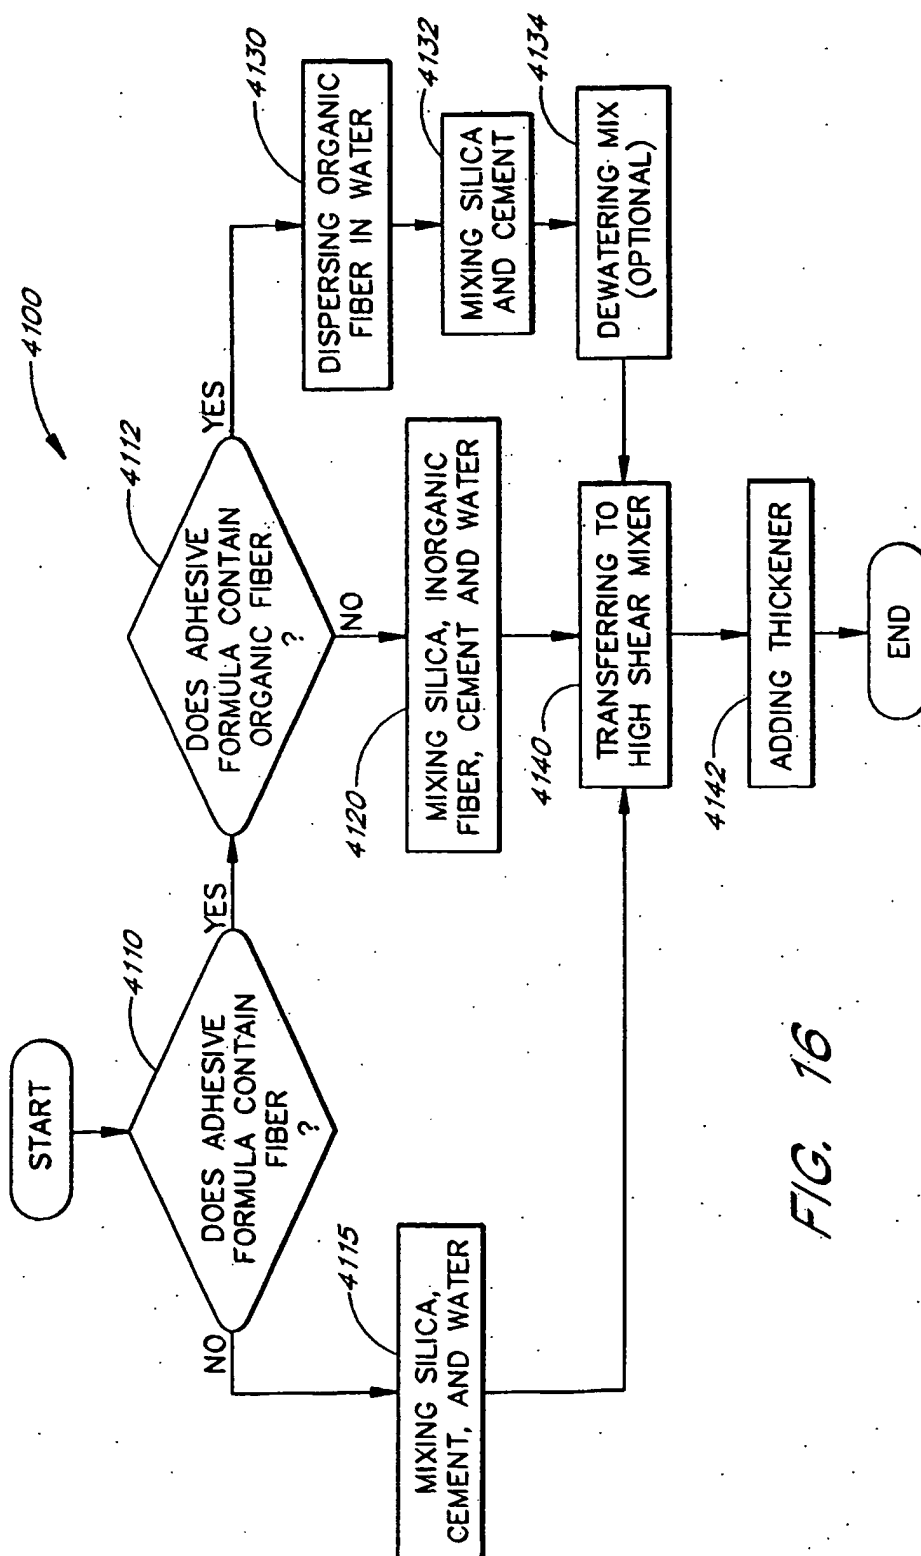 4100
START
4110
DOES ADHESIVE
FORMULA CONTAIN
FIBER
?
YES
NO
4112
DOES ADHESIVE
FORMULA CONTAIN
ORGANIC FIBER
?
YES
NO
4115
MIXING SILICA,
CEMENT, AND WATER
4120
MIXING SILICA, INORGANIC
FIBER, CEMENT AND WATER
4130
DISPERSING ORGANIC
FIBER IN WATER
4132
MIXING SILICA
AND CEMENT
4134
DEWATERING MIX
(OPTIONAL)
4140
TRANSFERRING TO
HIGH SHEAR MIXER
4142
ADDING THICKENER
END
FIG. 16